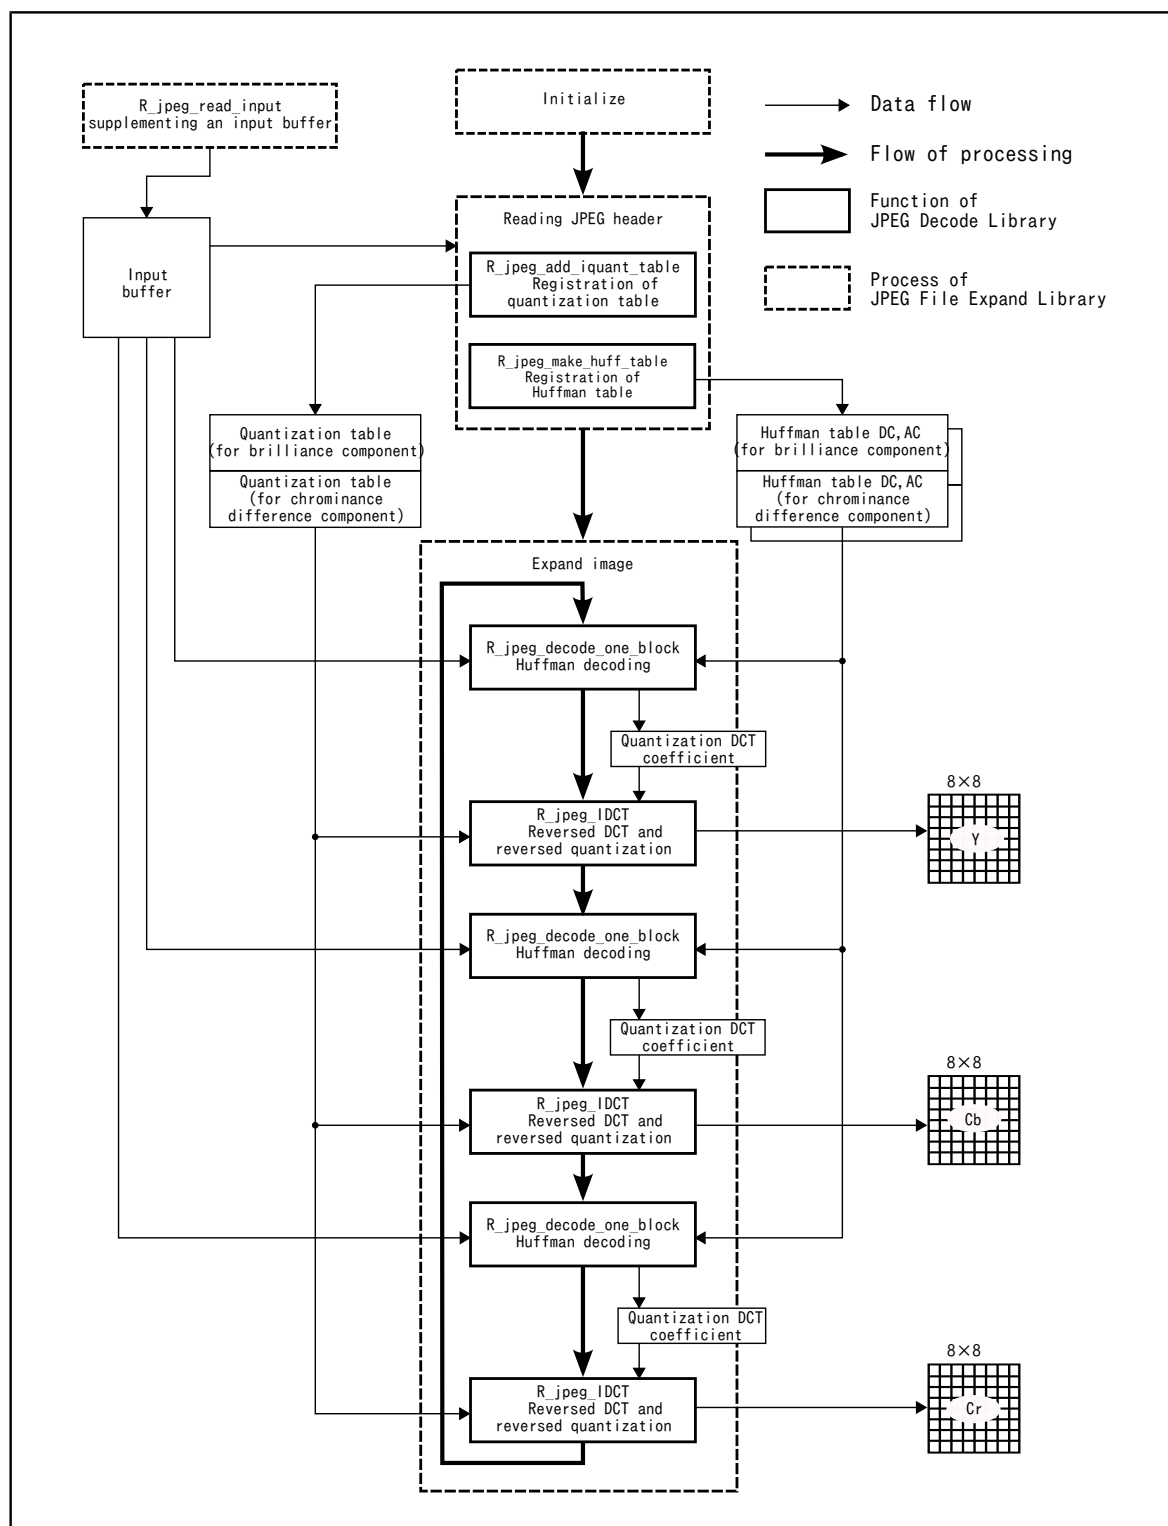 R_jpeg_read_input
supplementing an input buffer
Initialize
Data flow
Flow of processing
Function of
JPEG Decode Library
Process of
JPEG File Expand Library
Input
buffer
Reading JPEG header
R_jpeg_add_iquant_table
Registration of
quantization table
R_jpeg_make_huff_table
Registration of
Huffman table
Quantization table
(for brilliance component)
Quantization table
(for chrominance
difference component)
Huffman table DC,AC
(for brilliance component)
Huffman table DC,AC
(for chrominance
difference component)
Expand image
R_jpeg_decode_one_block
Huffman decoding
Quantization DCT
coefficient
R_jpeg_IDCT
Reversed DCT and
reversed quantization
8×8
Y
R_jpeg_decode_one_block
Huffman decoding
Quantization DCT
coefficient
R_jpeg_IDCT
Reversed DCT and
reversed quantization
8×8
Cb
R_jpeg_decode_one_block
Huffman decoding
Quantization DCT
coefficient
R_jpeg_IDCT
Reversed DCT and
reversed quantization
8×8
Cr